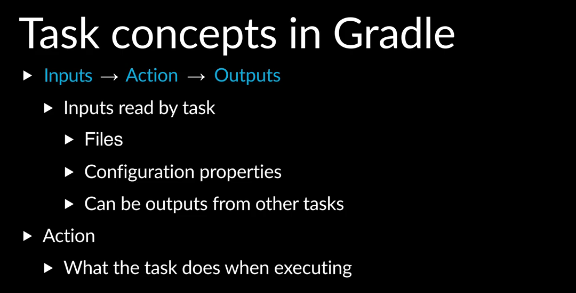 Task concepts in Gradle
Inputs → Action → Outputs
Inputs read by task
Files
Configuration properties
Can be outputs from other tasks
Action
What the task does when executing